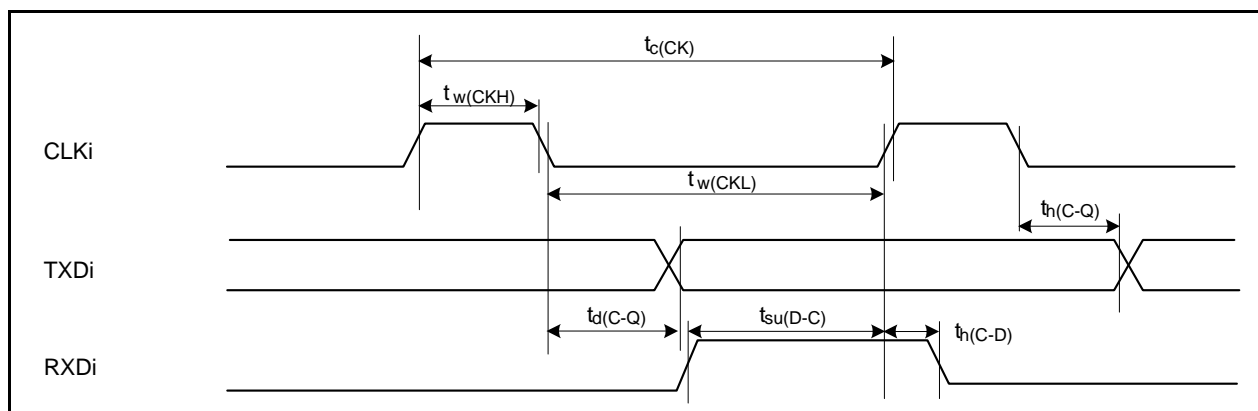 tc(CK)
tw(CKH)
CLKi
tw(CKL)
th(C-Q)
TXDi
td(C-Q)
tsu(D-C)
th(C-D)
RXDi